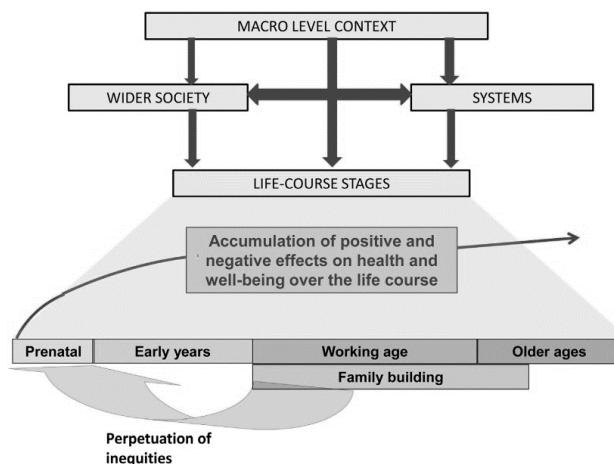 MACRO LEVEL CONTEXT
WIDER SOCIETY
SYSTEMS
LIFE-COURSE STAGES
Accumulation of positive and
negative effects on health and
well-being over the life course
Prenatal
Early years
Working age
Older ages
Family building
Perpetuation of
inequities